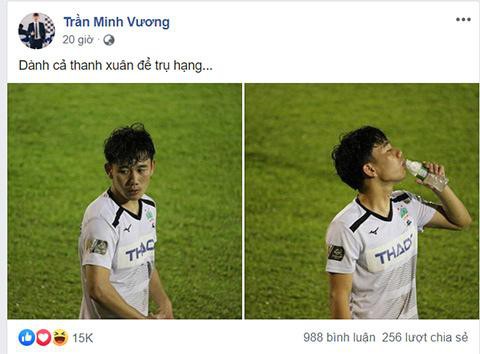 Trần Minh Vương
20 giờ ·
Dành cả thanh xuân để trụ hạng...
THACO
THACO
15K
988 bình luận 256 lượt chia sẻ